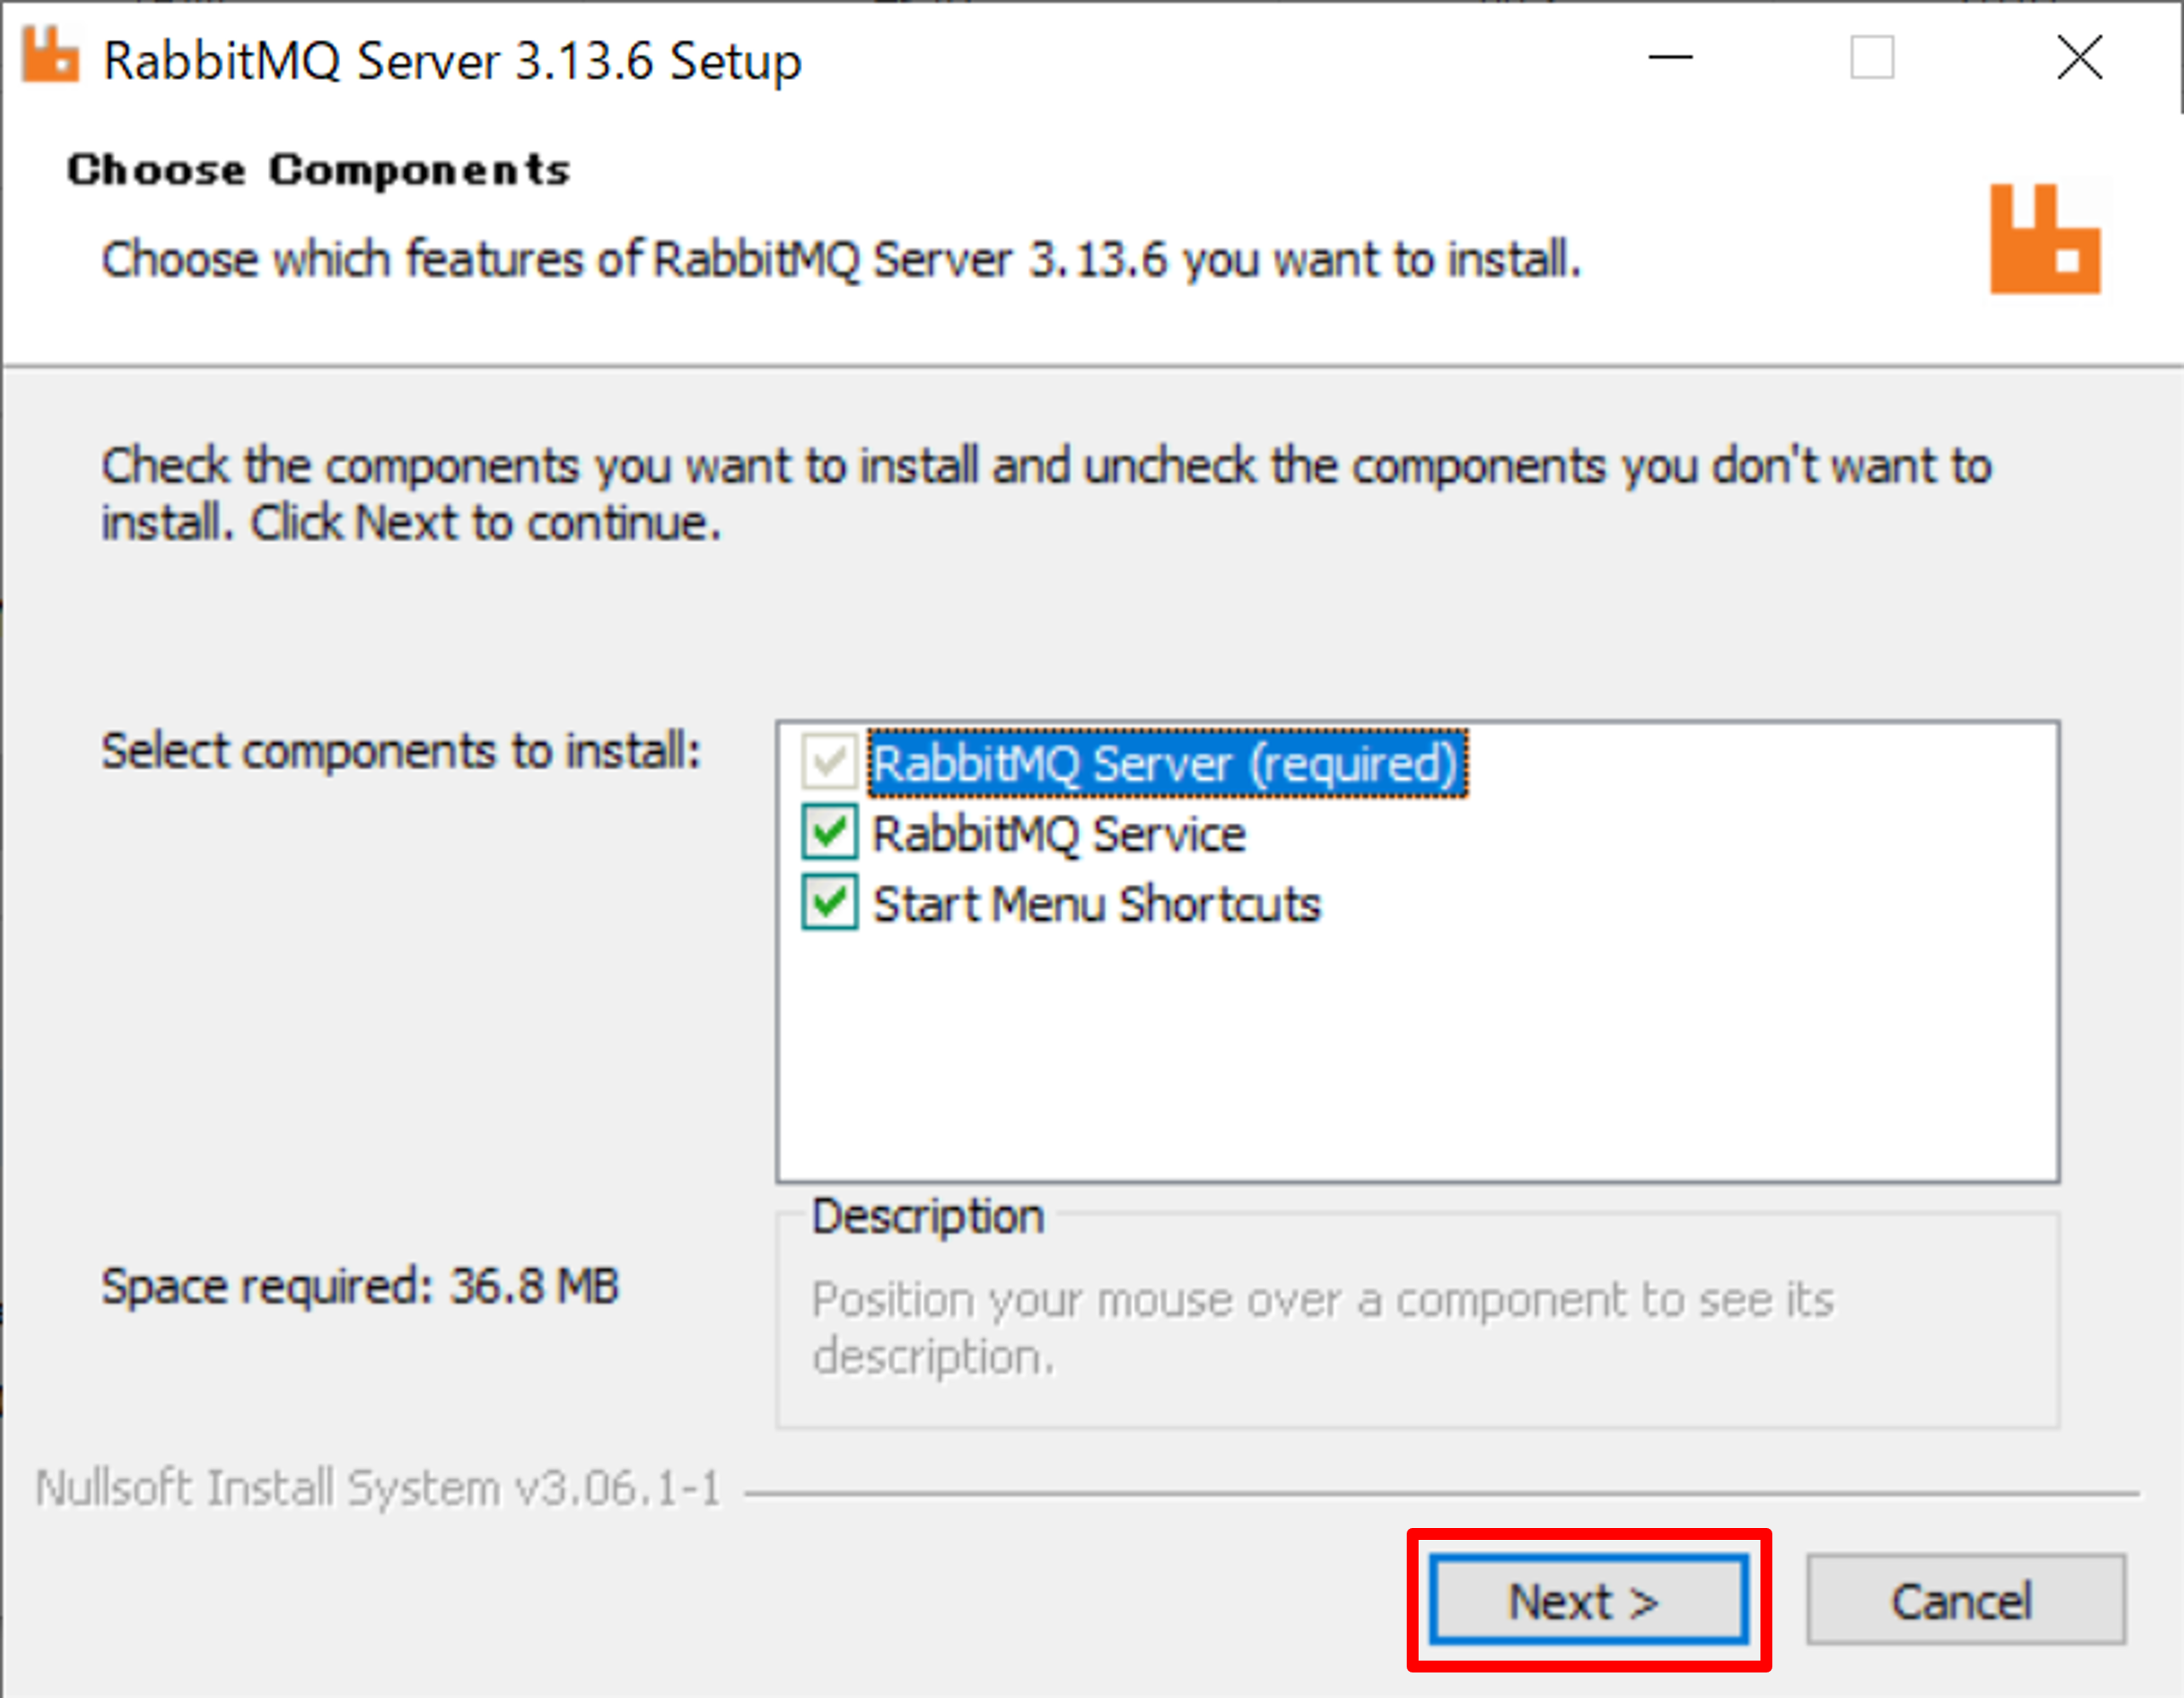 RabbitMQ Server 3.13.6 Setup
Choose Components
Choose which features of RabbitMQ Server 3.13.6 you want to install.
Check the components you want to install and uncheck the components you don't want to
install. Click Next to continue.
Select components to install:
RabbitMQ Server (required)
RabbitMQ Service
Start Menu Shortcuts
Description
Space required: 36.8 MB
Position your mouse over a component to see its
description.
Nullsoft Install System v3.06.1-1
Next >
Cancel